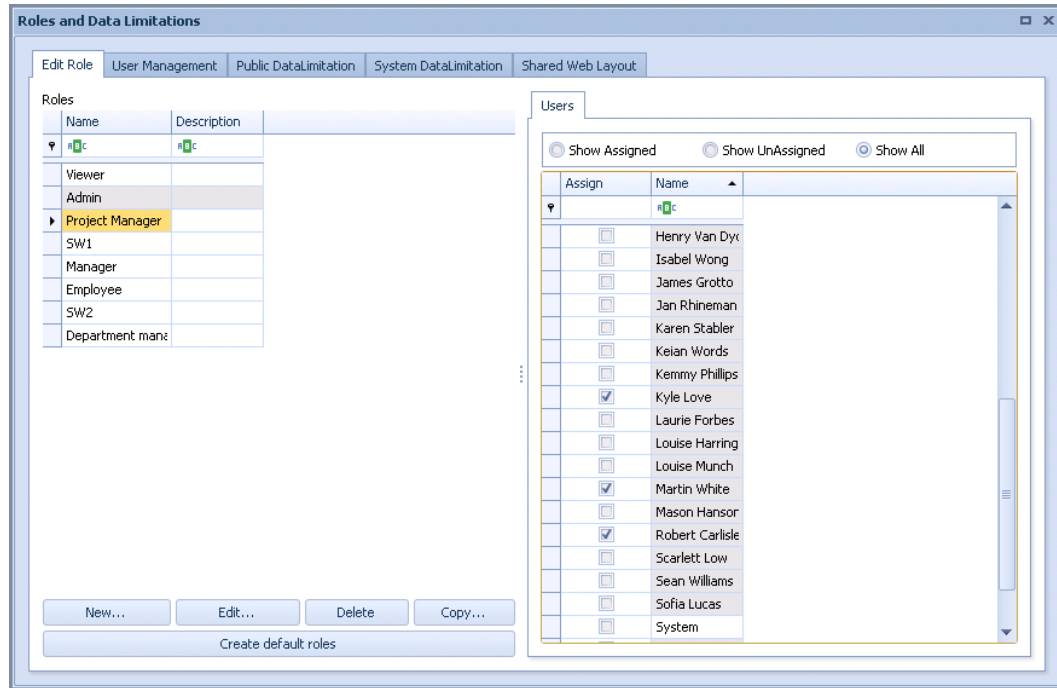 Roles and Data Limitations
Edit Role User Management Public DataLimitation System DataLimitation Shared Web Layout
Roles
Name Description
ABC ABC
Viewer
Admin
Project Manager
SW1
Manager
Employee
SW2
Department mana
New... Edit... Delete Copy...
Create default roles
Users
Show Assigned Show UnAssigned Show All
Assign Name
ABC
Henry Van Dyc
Isabel Wong
James Grotto
Jan Rhineman
Karen Stabler
Keian Words
Kemmy Phillips
Kyle Love
Laurie Forbes
Louise Harring
Louise Munch
Martin White
Mason Hanson
Robert Carlisle
Scarlett Low
Sean Williams
Sofia Lucas
System